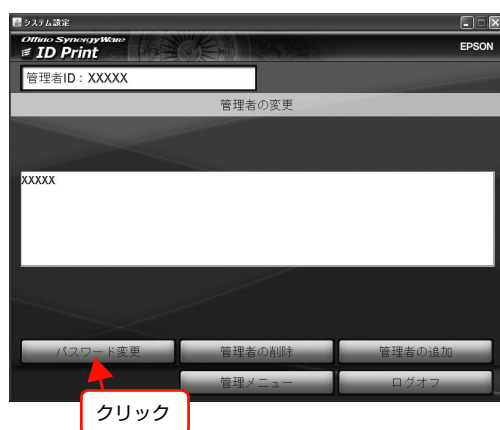 システム設定
Offirio SynergyWare
ID Print
EPSON
管理者ID：XXXXX
管理者の変更
XXXXX
パスワード変更
管理者の削除
管理者の追加
管理メニュー
ログオフ
クリック